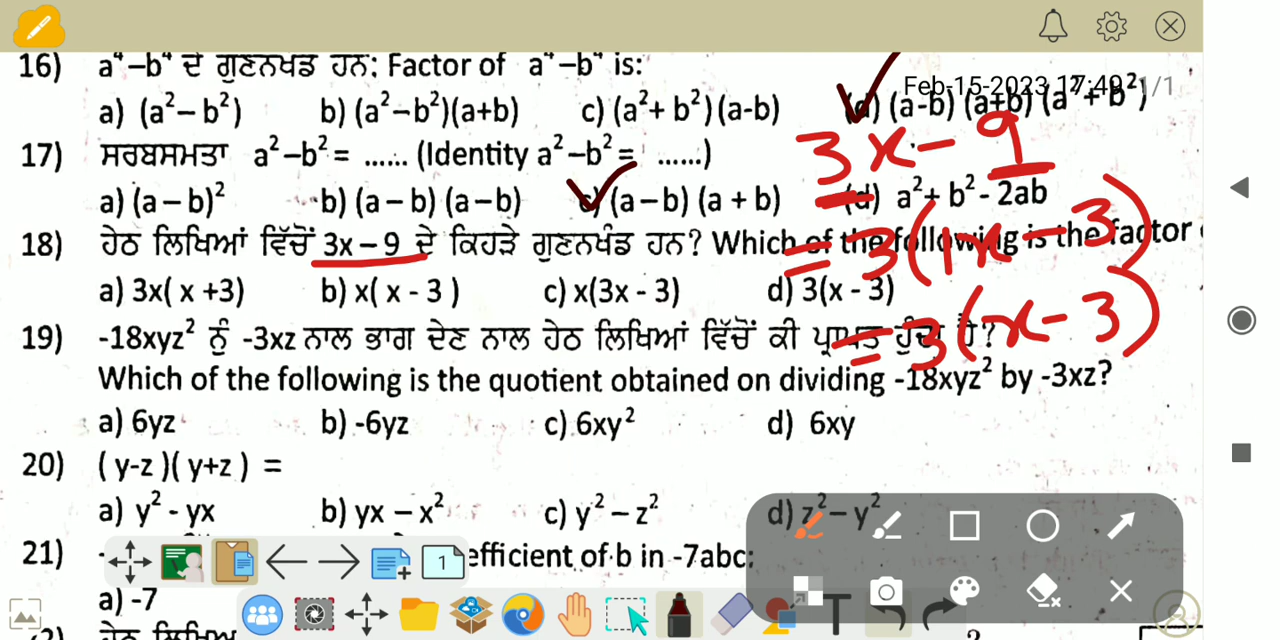 16) a⁴–b⁴ ਦੇ ਗੁਣਨਖਂਡ ਹਨ: Factor of a⁴–b⁴ is:
Feb-15-2023 17:49 1/1
a) (a²– b²) b) (a²–b²)(a+b) c) (a²+ b²)(a-b) (d) (a-b) (a+b) (a²+ b²)
3x – 9
17) ਸਰਬਸਮਤਾ a²–b²= ...... (Identity a²–b²= ......)
a) (a – b)² b) (a – b) (a – b) c) (a – b) (a + b) (d) a²+ b²- 2ab
= 3(1x – 3)
18) ਹੇਠ ਲਿਖਿਆਂ ਵਿੱਚੋਂ 3x – 9 ਦੇ ਕਿਹੜੇ ਗੁਣਨਖੰਡ ਹਨ? Which of the following is the factor
a) 3x( x +3) b) x( x - 3 ) c) x(3x - 3) d) 3(x - 3)
= 3(x – 3)
19) -18xyz² ਨੂੰ -3xz ਨਾਲ ਭਾਗ ਦੇਣ ਨਾਲ ਹੇਠ ਲਿਖਿਆਂ ਵਿੱਚੋਂ ਕੀ ਪ੍ਰਾਪਤ ਹੁੰਦਾ ਹੈ?
Which of the following is the quotient obtained on dividing -18xyz² by -3xz?
a) 6yz b) -6yz c) 6xy² d) 6xy
20) ( y-z )( y+z ) =
a) y² - yx b) yx – x² c) y² – z² d) z² – y²
21) efficient of b in -7abc:
1
a) -7
T